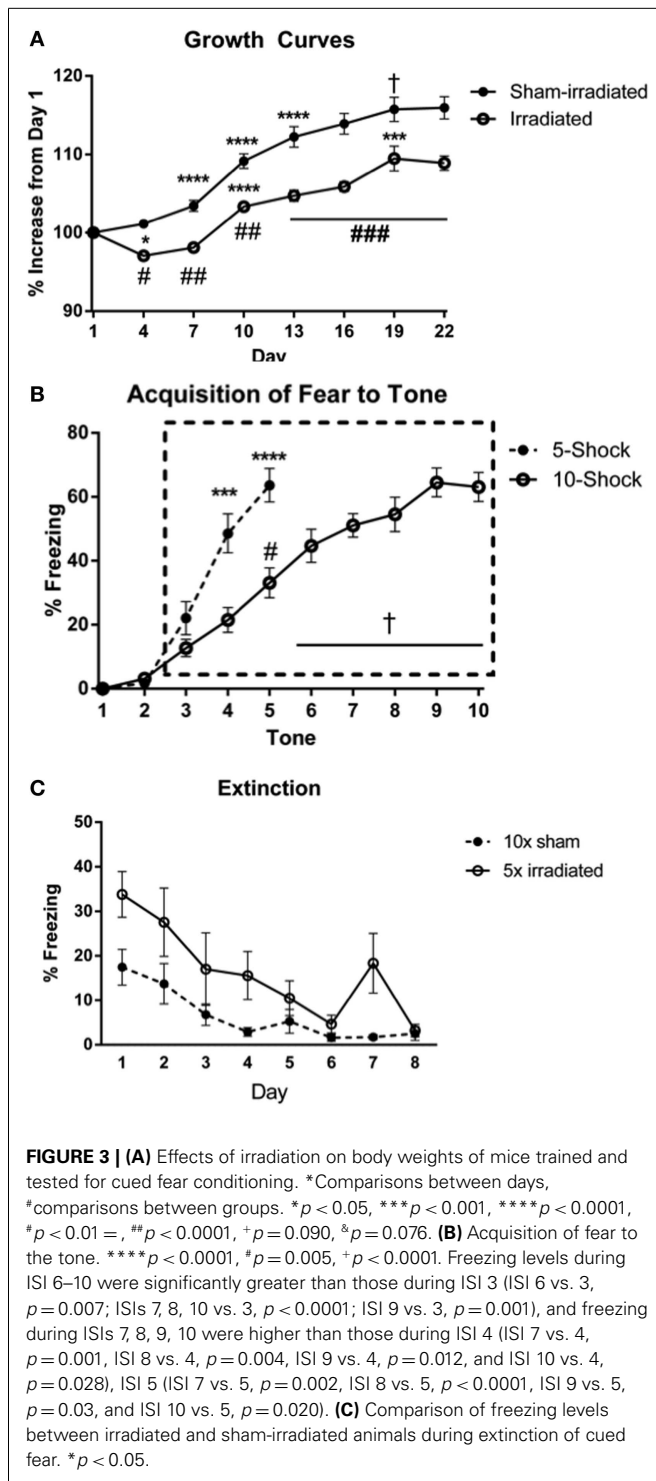 A
Growth Curves
% Increase from Day 1
120
110
100
90
†
****
****
***
****
****
*
#
##
##
###
1 4 7 10 13 16 19 22
Day
Sham-irradiated
Irradiated
B
Acquisition of Fear to Tone
% Freezing
80
60
40
20
0
****
***
#
†
1 2 3 4 5 6 7 8 9 10
Tone
5-Shock
10-Shock
C
Extinction
% Freezing
50
40
30
20
10
0
1 2 3 4 5 6 7 8
Day
10x sham
5x irradiated
FIGURE 3 | (A) Effects of irradiation on body weights of mice trained and
tested for cued fear conditioning. *Comparisons between days,
#comparisons between groups. *p < 0.05, ***p < 0.001, ****p < 0.0001,
#p < 0.01 =, ##p < 0.0001, +p = 0.090, &p = 0.076. (B) Acquisition of fear to
the tone. ****p < 0.0001, #p = 0.005, +p < 0.0001. Freezing levels during
ISI 6–10 were significantly greater than those during ISI 3 (ISI 6 vs. 3,
p = 0.007; ISIs 7, 8, 10 vs. 3, p < 0.0001; ISI 9 vs. 3, p = 0.001), and freezing
during ISIs 7, 8, 9, 10 were higher than those during ISI 4 (ISI 7 vs. 4,
p = 0.001, ISI 8 vs. 4, p = 0.004, ISI 9 vs. 4, p = 0.012, and ISI 10 vs. 4,
p = 0.028), ISI 5 (ISI 7 vs. 5, p = 0.002, ISI 8 vs. 5, p < 0.0001, ISI 9 vs. 5,
p = 0.03, and ISI 10 vs. 5, p = 0.020). (C) Comparison of freezing levels
between irradiated and sham-irradiated animals during extinction of cued
fear. *p < 0.05.